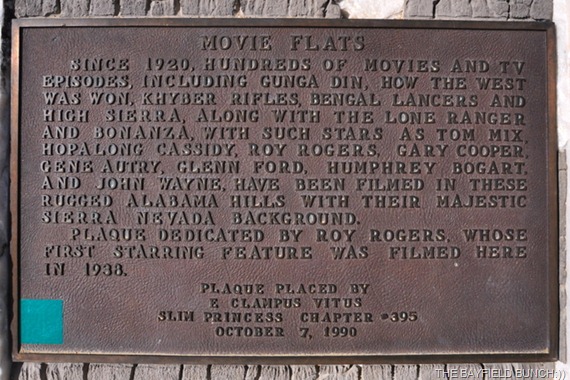 MOVIE FLATS
SINCE 1920, HUNDREDS OF MOVIES AND TV
EPISODES, INCLUDING GUNGA DIN, HOW THE WEST
WAS WON, KHYBER RIFLES, BENGAL LANCERS AND
HIGH SIERRA, ALONG WITH THE LONE RANGER
AND BONANZA, WITH SUCH STARS AS TOM MIX,
HOPALONG CASSIDY, ROY ROGERS, GARY COOPER,
GENE AUTRY, GLENN FORD, HUMPHREY BOGART,
AND JOHN WAYNE, HAVE BEEN FILMED IN THESE
RUGGED ALABAMA HILLS WITH THEIR MAJESTIC
SIERRA NEVADA BACKGROUND.
PLAQUE DEDICATED BY ROY ROGERS, WHOSE
FIRST STARRING FEATURE WAS FILMED HERE
IN 1938.
PLAQUE PLACED BY
E CLAMPUS VITUS
SLIM PRINCESS CHAPTER #395
OCTOBER 7, 1990
THE BAYFIELD BUNCH:))